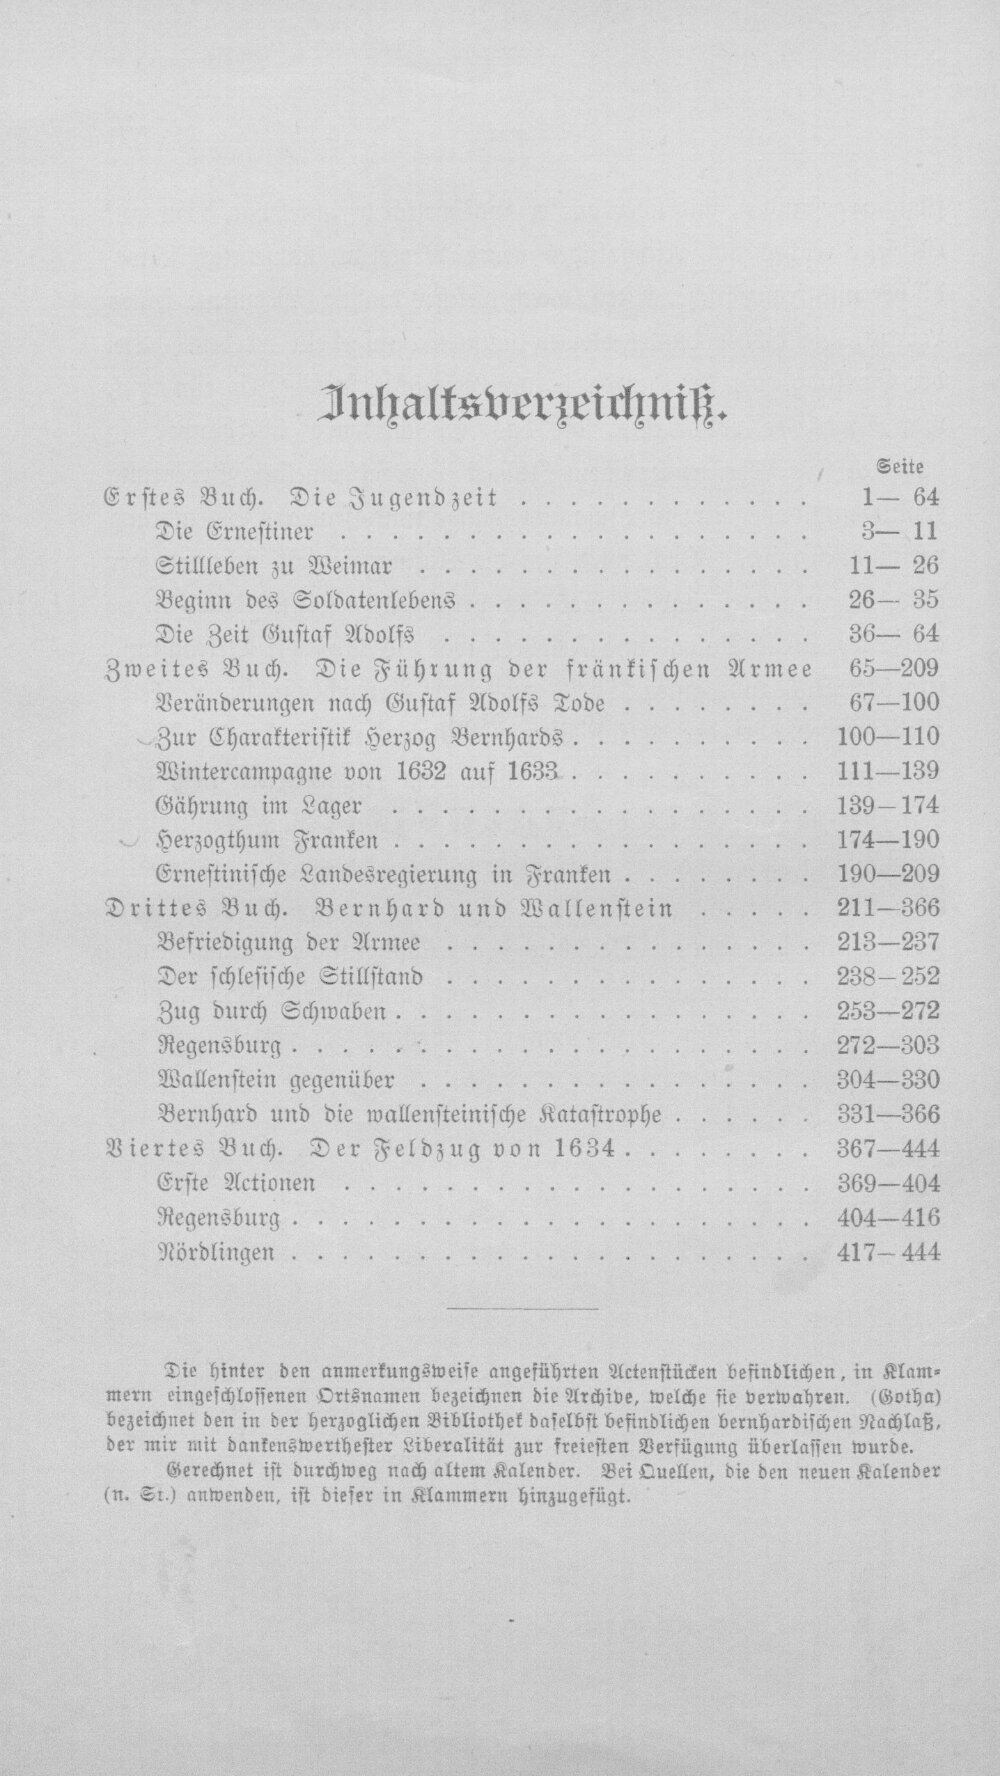 Inhaltsverzeichniß.
Seite
Erstes Buch. Die Jugendzeit . . . . . . . . . . . . 1— 64
Die Ernestiner . . . . . . . . . . . . . . . . . . . 3— 11
Stillleben zu Weimar . . . . . . . . . . . . . . . . 11— 26
Beginn des Soldatenlebens . . . . . . . . . . . . . . 26— 35
Die Zeit Gustaf Adolfs . . . . . . . . . . . . . . . 36— 64
Zweites Buch. Die Führung der fränkischen Armee 65—209
Veränderungen nach Gustaf Adolfs Tode . . . . . . . . 67—100
Zur Charakteristik Herzog Bernhards . . . . . . . . . . 100—110
Wintercampagne von 1632 auf 1633 . . . . . . . . . . 111—139
Gährung im Lager . . . . . . . . . . . . . . . . . 139—174
Herzogthum Franken . . . . . . . . . . . . . . . . . 174—190
Ernestinische Landesregierung in Franken . . . . . . . . 190—209
Drittes Buch. Bernhard und Wallenstein . . . . . 211—366
Befriedigung der Armee . . . . . . . . . . . . . . . 213—237
Der schlesische Stillstand . . . . . . . . . . . . . . . 238—252
Zug durch Schwaben . . . . . . . . . . . . . . . . . 253—272
Regensburg . . . . . . . . . . . . . . . . . . . . . 272—303
Wallenstein gegenüber . . . . . . . . . . . . . . . . 304—330
Bernhard und die wallensteinische Katastrophe . . . . . . 331—366
Viertes Buch. Der Feldzug von 1634 . . . . . . . . 367—444
Erste Actionen . . . . . . . . . . . . . . . . . . . 369—404
Regensburg . . . . . . . . . . . . . . . . . . . . . 404—416
Nördlingen . . . . . . . . . . . . . . . . . . . . . 417—444
Die hinter den anmerkungsweise angeführten Actenstücken befindlichen, in Klam-
mern eingeschlossenen Ortsnamen bezeichnen die Archive, welche sie verwahren. (Gotha)
bezeichnet den in der herzoglichen Bibliothek daselbst befindlichen bernhardischen Nachlaß,
der mir mit dankenswerthester Liberalität zur freiesten Verfügung überlassen wurde.
Gerechnet ist durchweg nach altem Kalender. Bei Quellen, die den neuen Kalender
(n. St.) anwenden, ist dieser in Klammern hinzugefügt.